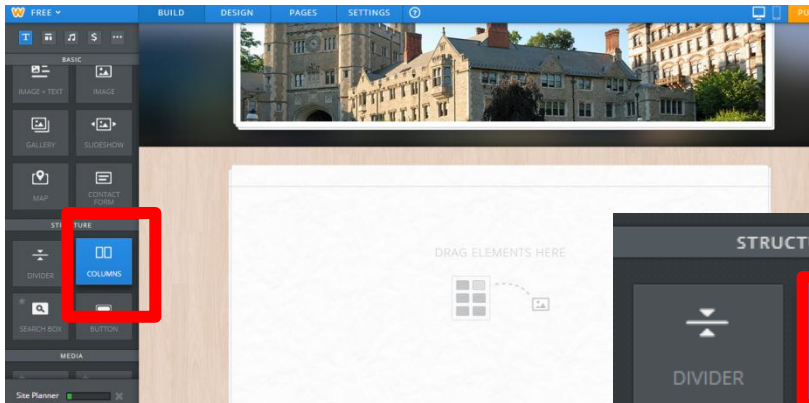 FREE BUILD DESIGN PAGES SETTINGS ?
T $
BASIC
IMAGE + TEXT IMAGE
GALLERY SLIDESHOW
MAP CONTACT FORM
STRUCTURE
DIVIDER COLUMNS
SEARCH BOX BUTTON
MEDIA
Site Planner
DRAG ELEMENTS HERE
STRUCT
DIVIDER